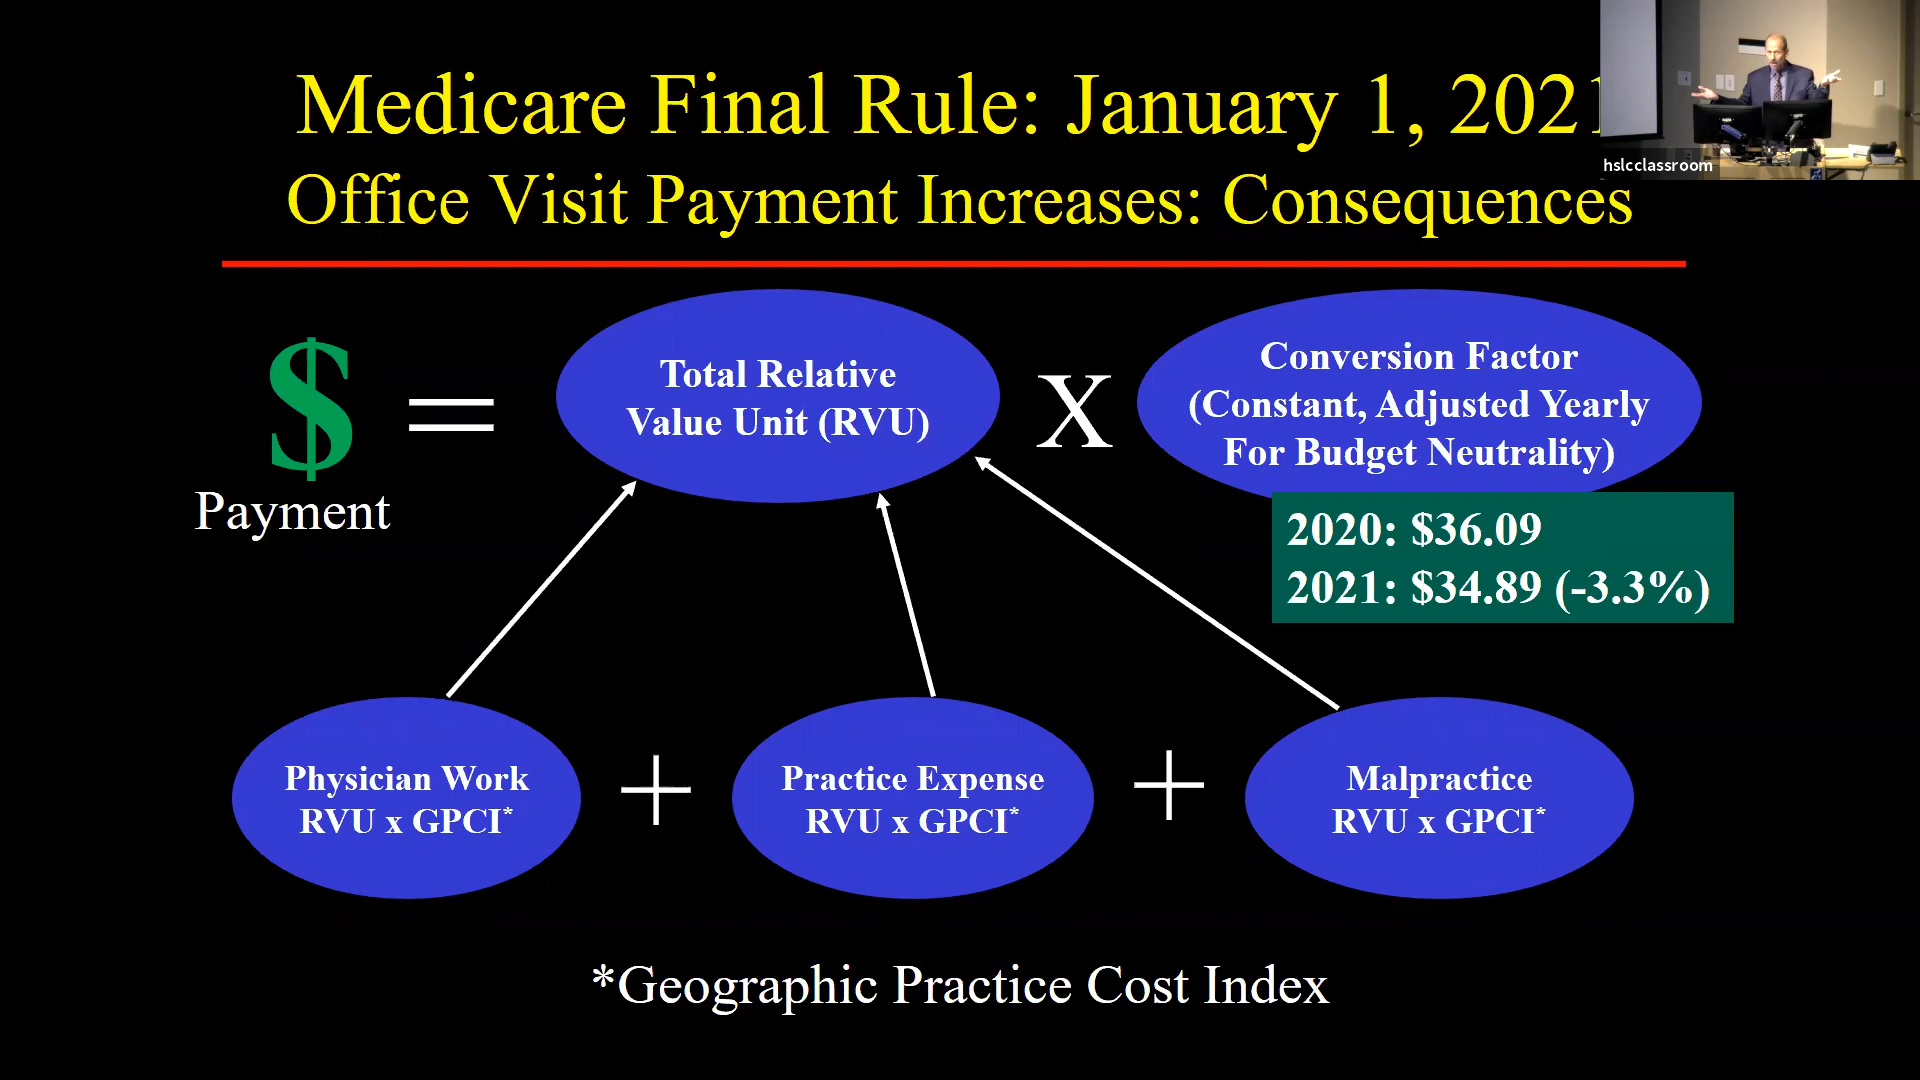 Medicare Final Rule: January 1, 2021
hslcclassroom
Office Visit Payment Increases: Consequences
$
Payment
=
Total Relative
Value Unit (RVU)
X
Conversion Factor
(Constant, Adjusted Yearly
For Budget Neutrality)
2020: $36.09
2021: $34.89 (-3.3%)
Physician Work
RVU x GPCI*
+
Practice Expense
RVU x GPCI*
+
Malpractice
RVU x GPCI*
*Geographic Practice Cost Index